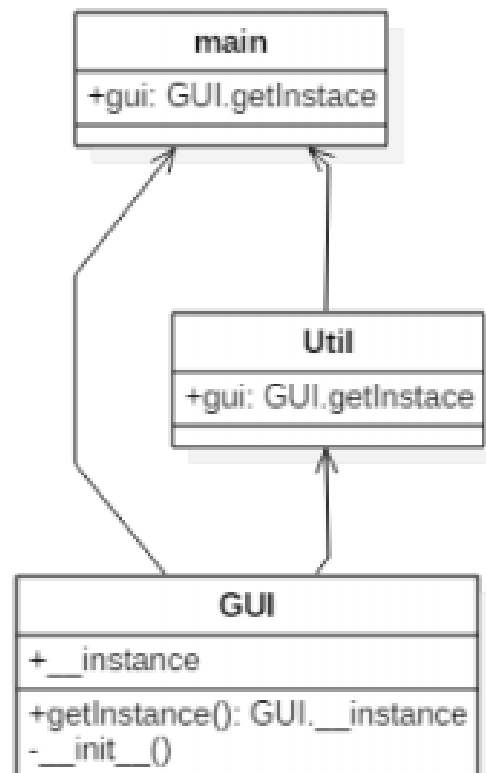 main
+gui: GUI.getInstace
Util
+gui: GUI.getInstace
GUI
+__instance
+getInstance(): GUI.__instance
-__init__()